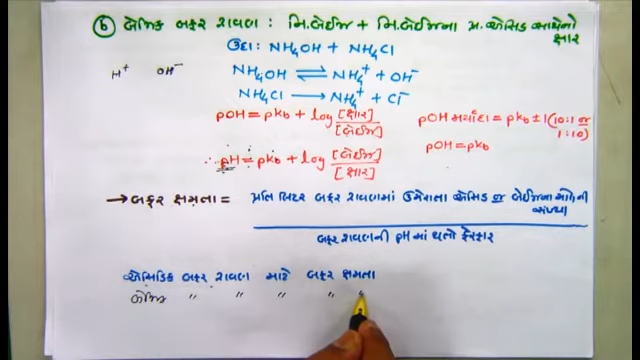 (b) બેઝિક બફર દ્રાવણ : નિ.બેઈઝ + નિ.બેઈઝના પ્ર. એસિડ સાથેનો ક્ષાર
ઉદા: NH₄OH + NH₄Cl
H⁺ OH⁻
NH₄OH ⇌ NH₄⁺ + OH⁻
NH₄Cl ⟶ NH₄⁺ + Cl⁻
pOH = pKb + log [ક્ષાર]/[બેઈઝ]
pOH મર્યાદા = pKb ± 1 (10:1 or 1:10)
pOH = pKb
∴ pH = pKb + log [બેઈઝ]/[ક્ષાર]
→ બફર ક્ષમતા = પ્રતિ લિટર બફર દ્રાવણમાં ઉમેરાતા એસિડ or બેઈઝના મોલની સંખ્યા
બફર દ્રાવણની pH માં થતો ફેરફાર
એસિડિક બફર દ્રાવણ માટે બફર ક્ષમતા
બેઝિક " " " " "